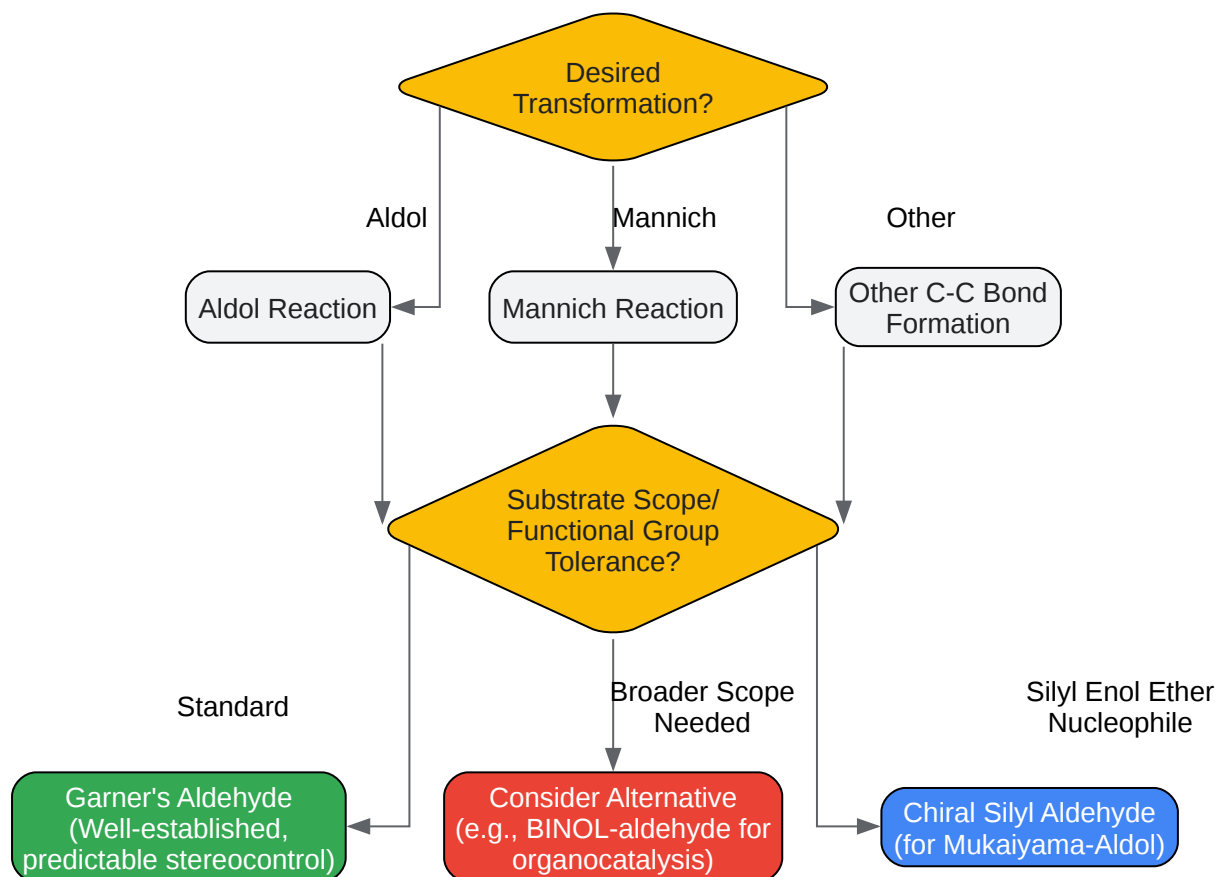 Desired
Transformation?
Aldol
Mannich
Other
Aldol Reaction
Mannich Reaction
Other C-C Bond
Formation
Substrate Scope/
Functional Group
Tolerance?
Standard
Broader Scope
Needed
Silyl Enol Ether
Nucleophile
Garner's Aldehyde
(Well-established,
predictable stereocontrol)
Consider Alternative
(e.g., BINOL-aldehyde for
organocatalysis)
Chiral Silyl Aldehyde
(for Mukaiyama-Aldol)